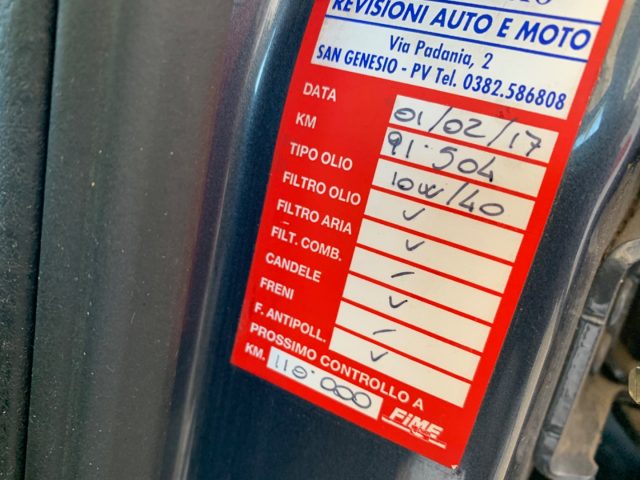 REVISIONI AUTO E MOTO
Via Padania, 2
SAN GENESIO - PV Tel. 0382.586808
DATA 01/02/17
KM 91.504
TIPO OLIO 10W/40
FILTRO OLIO ✓
FILTRO ARIA ✓
FILT. COMB. –
CANDELE ✓
FRENI –
F. ANTIPOLL. ✓
PROSSIMO CONTROLLO A
KM. 110.000
FIME